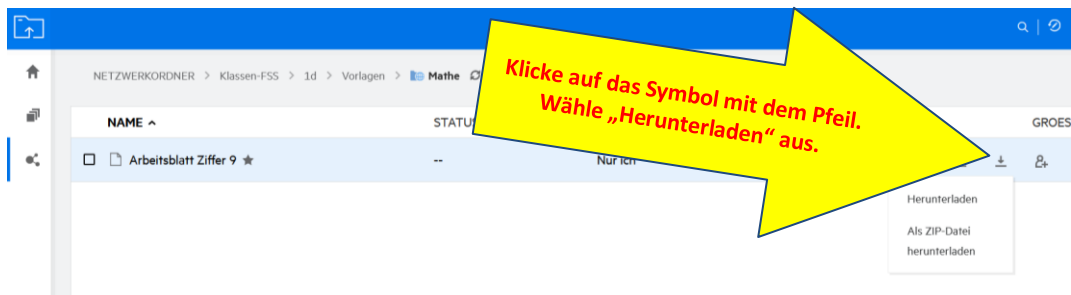 NETZWERKORDNER > Klassen-FSS > 1d > Vorlagen > Mathe
Klicke auf das Symbol mit dem Pfeil.
Wähle „Herunterladen“ aus.
NAME STATUS GROES
Arbeitsblatt Ziffer 9 -- Nur ich
Herunterladen
Als ZIP-Datei
herunterladen